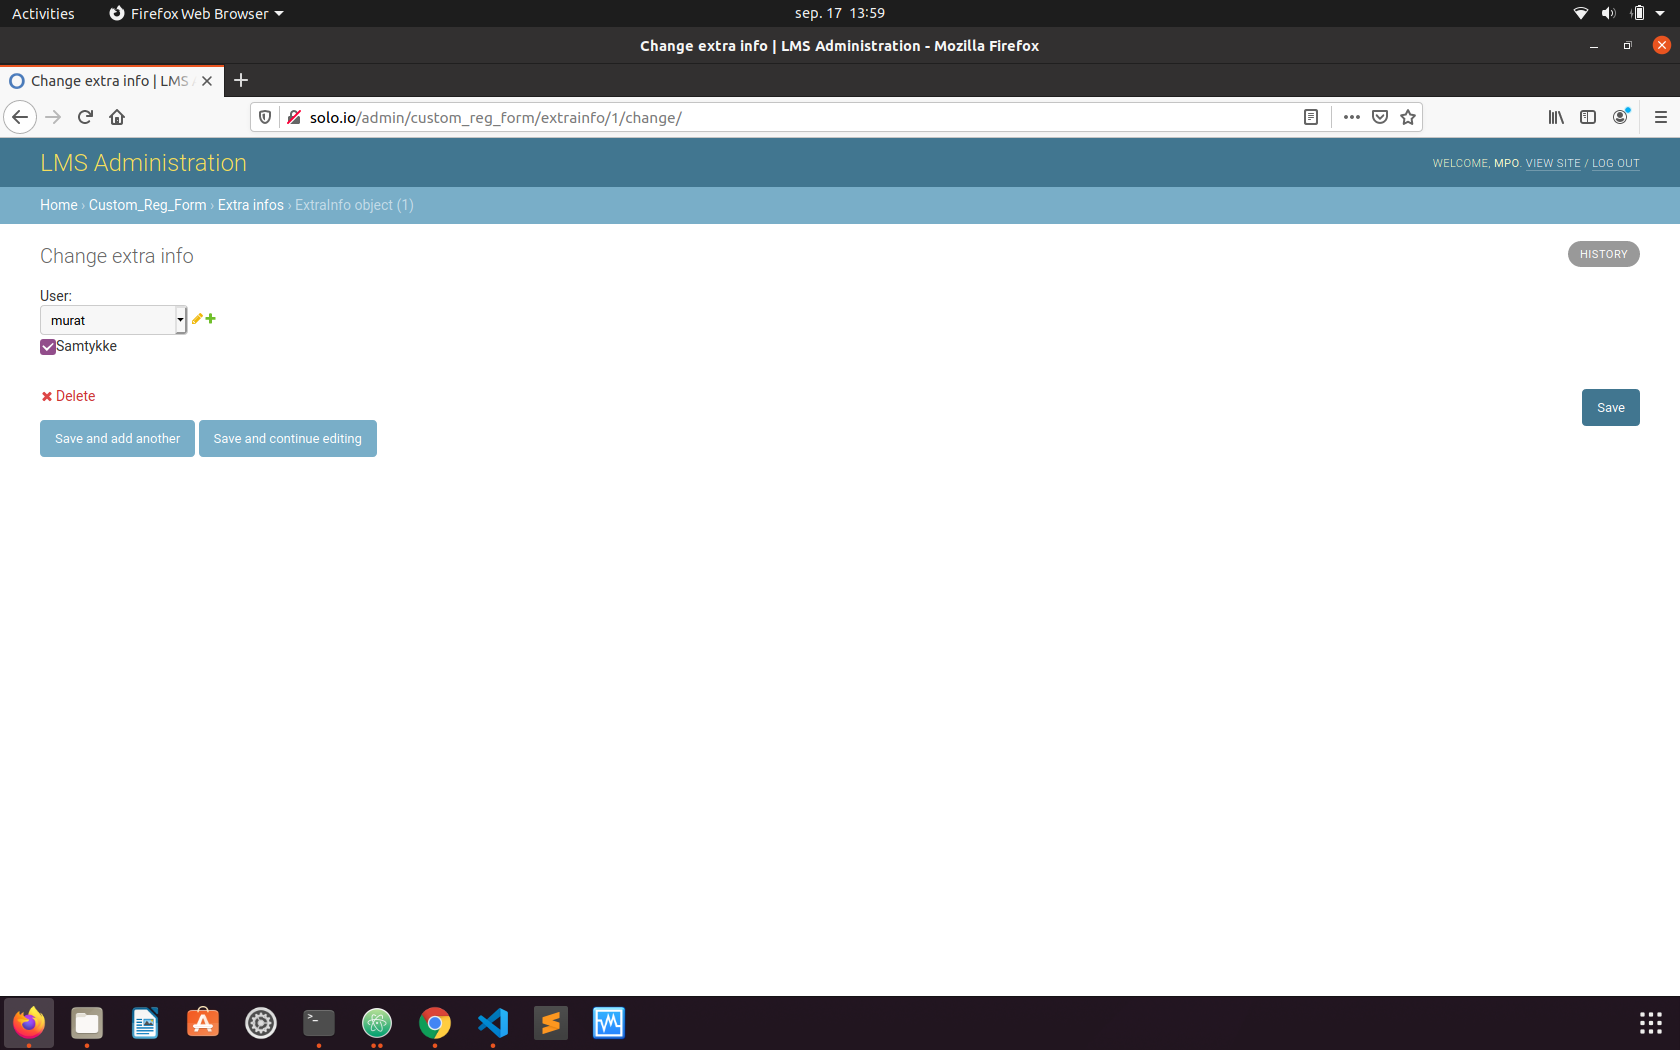 Activities
Firefox Web Browser
sep. 17 13:59
Change extra info | LMS Administration - Mozilla Firefox
Change extra info | LMS
solo.io/admin/custom_reg_form/extrainfo/1/change/
LMS Administration
WELCOME, MPO. VIEW SITE / LOG OUT
Home › Custom_Reg_Form › Extra infos › ExtraInfo object (1)
Change extra info
HISTORY
User:
murat
Samtykke
Delete
Save
Save and add another
Save and continue editing